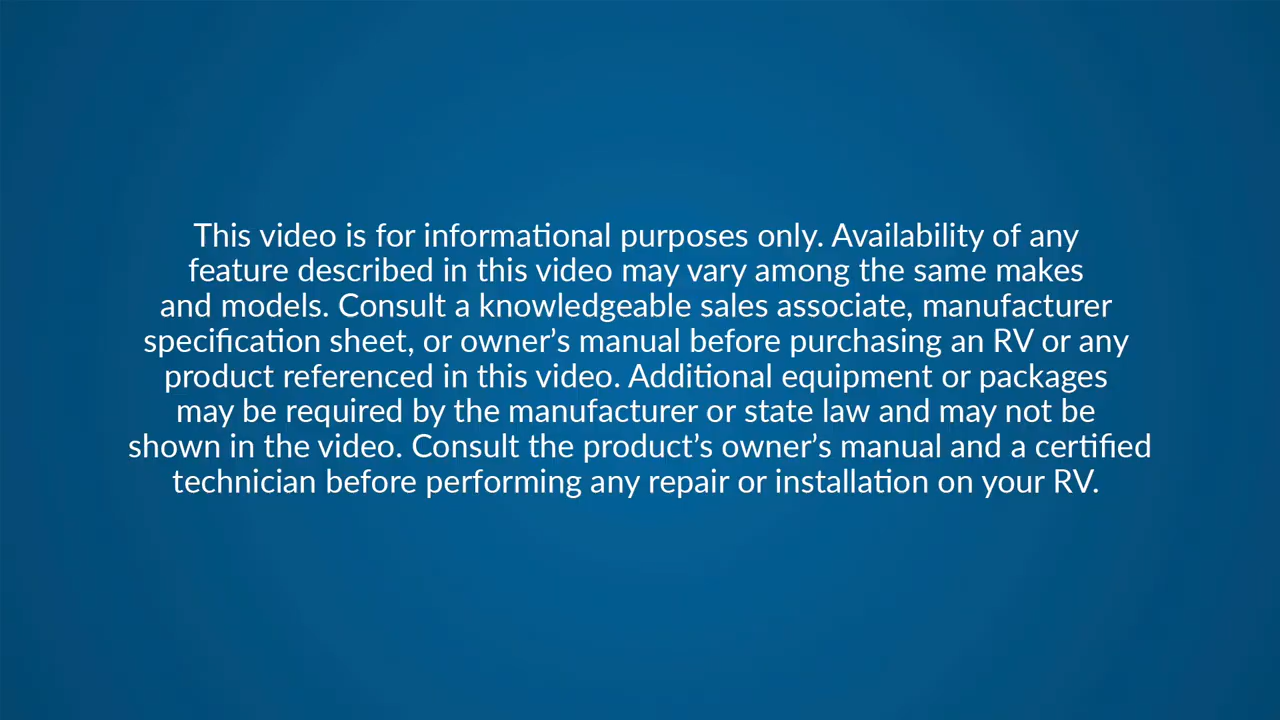 This video is for informational purposes only. Availability of any
feature described in this video may vary among the same makes
and models. Consult a knowledgeable sales associate, manufacturer
specification sheet, or owner’s manual before purchasing an RV or any
product referenced in this video. Additional equipment or packages
may be required by the manufacturer or state law and may not be
shown in the video. Consult the product’s owner’s manual and a certified
technician before performing any repair or installation on your RV.